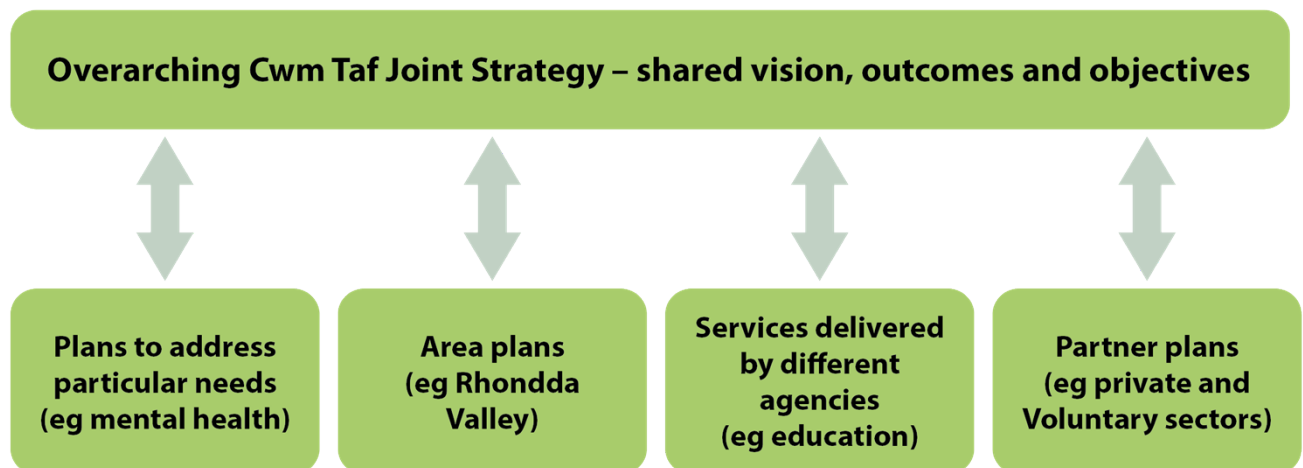 Overarching Cwm Taf Joint Strategy – shared vision, outcomes and objectives
Plans to address
particular needs
(eg mental health)
Area plans
(eg Rhondda
Valley)
Services delivered
by different
agencies
(eg education)
Partner plans
(eg private and
Voluntary sectors)